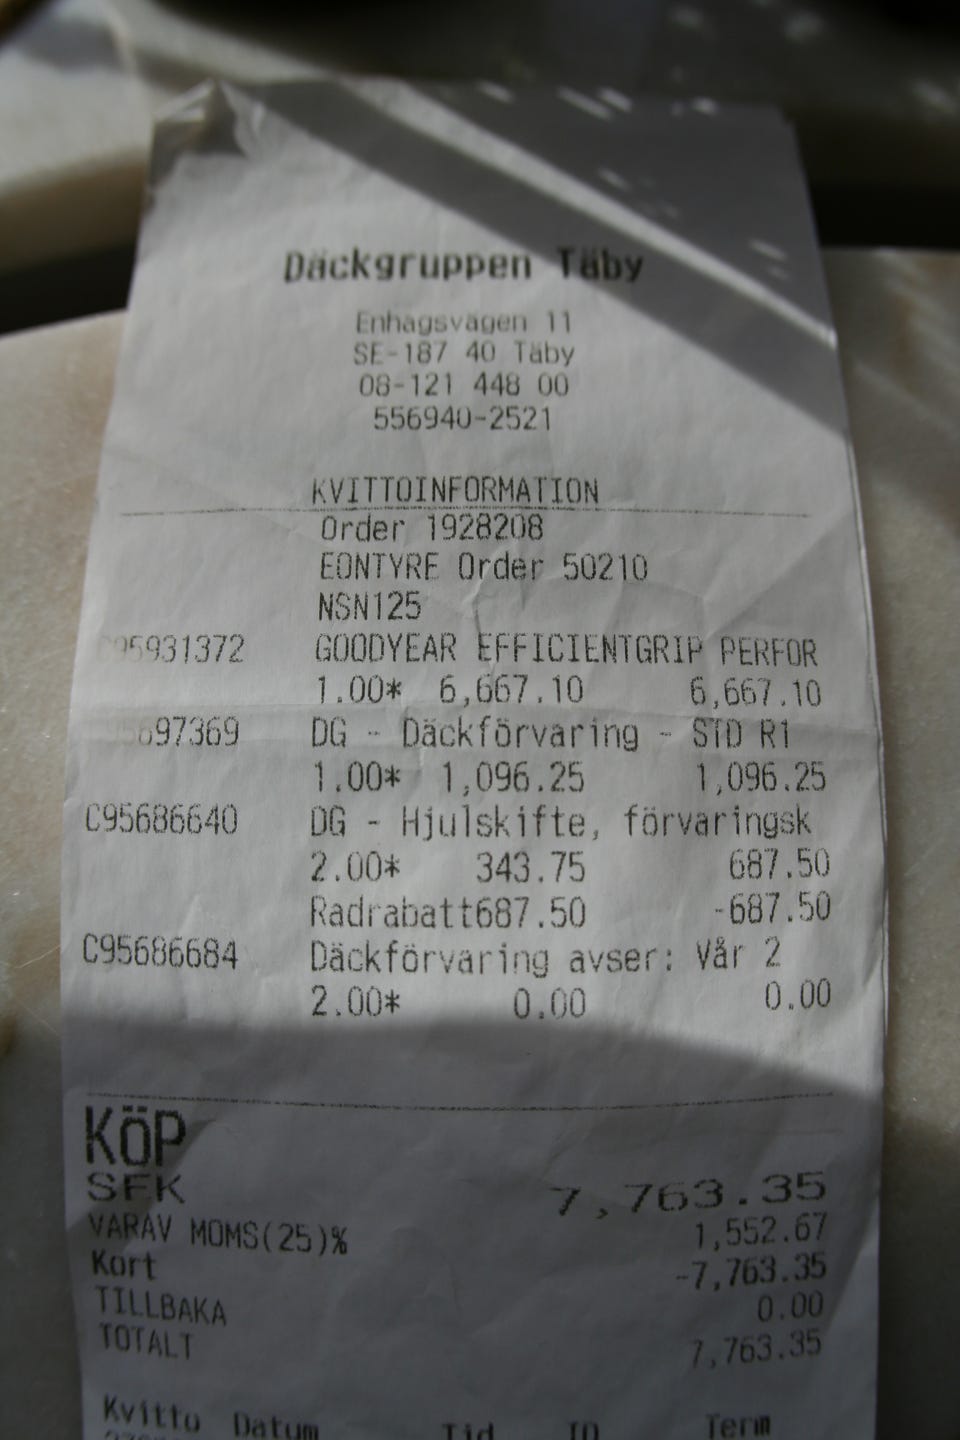 Däckgruppen Täby
Enhagsvägen 11
SE-187 40 Täby
08-121 448 00
556940-2521
KVITTOINFORMATION
Order 1928208
EONTYRE Order 50210
NSN125
C95931372 GOODYEAR EFFICIENTGRIP PERFOR
1.00* 6,667.10 6,667.10
DG - Däckförvaring - STD R1
1.00* 1,096.25 1,096.25
C95686640 DG - Hjulskifte, förvaringsk
2.00* 343.75 687.50
Radrabatt687.50 -687.50
C95686684 Däckförvaring avser: Vår 2
2.00* 0.00 0.00
KÖP
SEK 7,763.35
VARAV MOMS(25)% 1,552.67
Kort -7,763.35
TILLBAKA 0.00
TOTALT 7,763.35
Kvitto Datum Tid ID Term